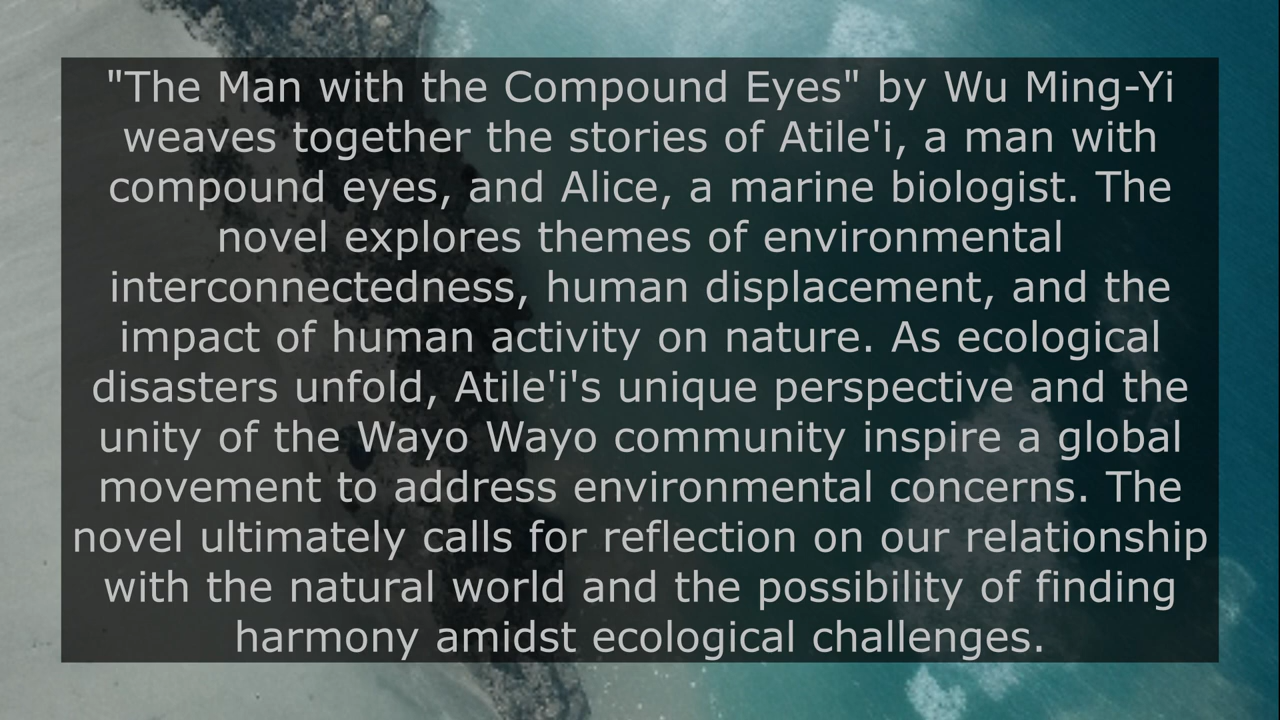 "The Man with the Compound Eyes" by Wu Ming-Yi
weaves together the stories of Atile'i, a man with
compound eyes, and Alice, a marine biologist. The
novel explores themes of environmental
interconnectedness, human displacement, and the
impact of human activity on nature. As ecological
disasters unfold, Atile'i's unique perspective and the
unity of the Wayo Wayo community inspire a global
movement to address environmental concerns. The
novel ultimately calls for reflection on our relationship
with the natural world and the possibility of finding
harmony amidst ecological challenges.